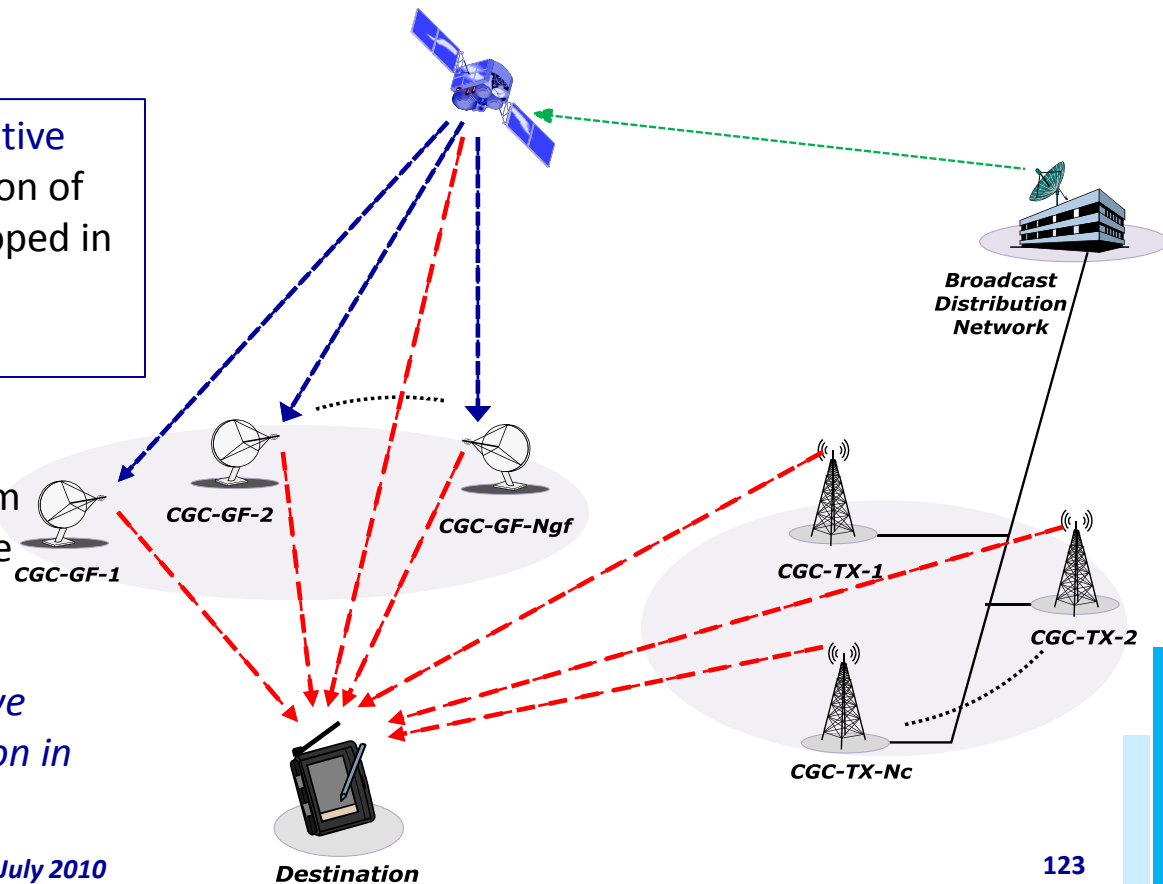 tive
on of
oped in
Broadcast
Distribution
Network
CGC-GF-2
CGC-GF-Ngf
m
e
CGC-GF-1
CGC-TX-1
CGC-TX-2
ve
on in
CGC-TX-Nc
July 2010
Destination
123